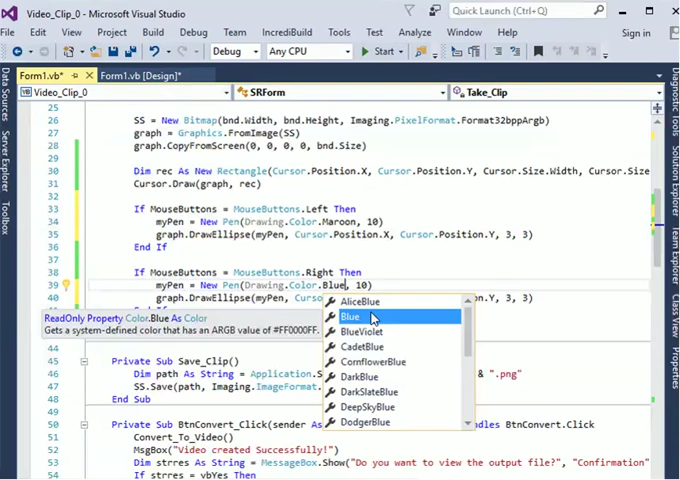 Video_Clip_0 - Microsoft Visual Studio
Quick Launch (Ctrl+Q)
File Edit View Project Build Debug Team IncrediBuild Tools Test Analyze Window Help Sign in
Debug Any CPU Start
Form1.vb* Form1.vb [Design]*
Video_Clip_0 SRForm Take_Clip
Data Sources
Server Explorer
Toolbox
25
26 SS = New Bitmap(bnd.Width, bnd.Height, Imaging.PixelFormat.Format32bppArgb)
27 graph = Graphics.FromImage(SS)
28 graph.CopyFromScreen(0, 0, 0, 0, bnd.Size)
29
30 Dim rec As New Rectangle(Cursor.Position.X, Cursor.Position.Y, Cursor.Size.Width, Cursor.Size
31 Cursor.Draw(graph, rec)
32
33 If MouseButtons = MouseButtons.Left Then
34 myPen = New Pen(Drawing.Color.Maroon, 10)
35 graph.DrawEllipse(myPen, Cursor.Position.X, Cursor.Position.Y, 3, 3)
36 End If
37
38 If MouseButtons = MouseButtons.Right Then
39 myPen = New Pen(Drawing.Color.Blue, 10)
40 graph.DrawEllipse(myPen, 3, 3)
ReadOnly Property Color.Blue As Color
Gets a system-defined color that has an ARGB value of #FF0000FF.
AliceBlue
Blue
BlueViolet
CadetBlue
CornflowerBlue
DarkBlue
DarkSlateBlue
DeepSkyBlue
DodgerBlue
45 Private Sub Save_Clip()
46 Dim path As String = Application.S & ".png"
47 SS.Save(path, Imaging.ImageFormat.
48 End Sub
49
50 Private Sub BtnConvert_Click(sender As Handles BtnConvert.Click
51 Convert_To_Video()
52 MsgBox("Video created Successfully!")
53 Dim strres As String = MessageBox.Show("Do you want to view the output file?", "Confirmation"
54 If strres = vbYes Then
Diagnostic Tools
Properties